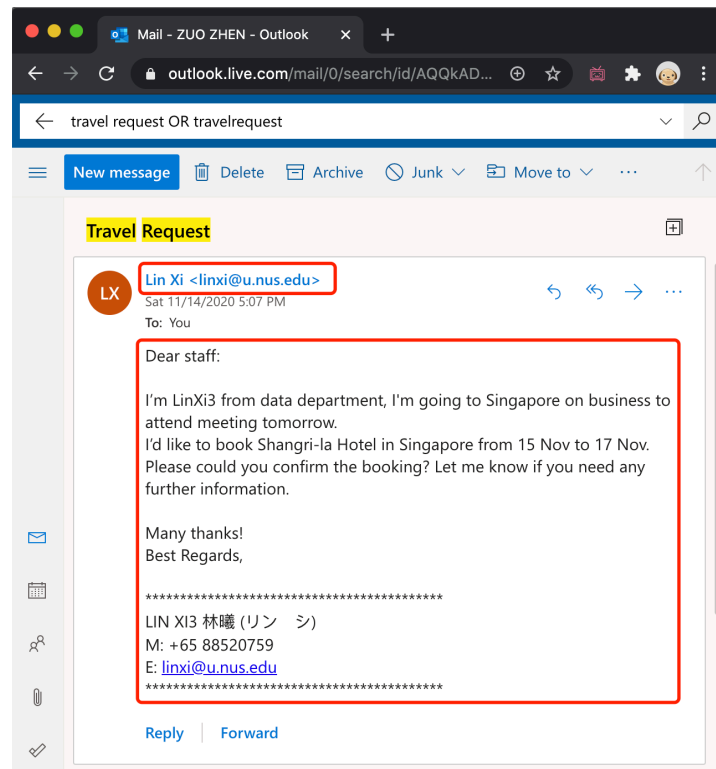 Mail - ZUO ZHEN - Outlook
outlook.live.com/mail/0/search/id/AQQkAD...
travel request OR travelrequest
New message Delete Archive Junk Move to ...
Travel Request
LX
Lin Xi <linxi@u.nus.edu>
Sat 11/14/2020 5:07 PM
To: You
Dear staff:
I'm LinXi3 from data department, I'm going to Singapore on business to
attend meeting tomorrow.
I'd like to book Shangri-la Hotel in Singapore from 15 Nov to 17 Nov.
Please could you confirm the booking? Let me know if you need any
further information.
Many thanks!
Best Regards,
*******************************************
LIN XI3 林曦 (リン　シ)
M: +65 88520759
E: linxi@u.nus.edu
*******************************************
Reply Forward